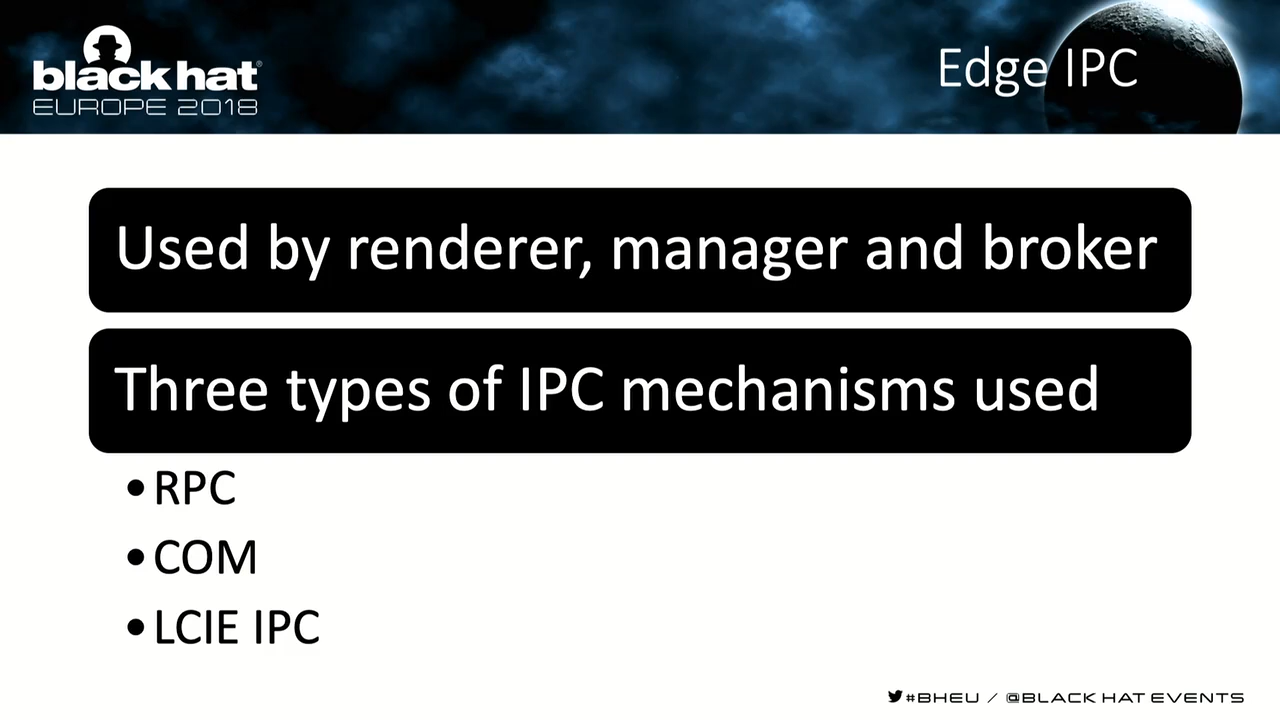 black hat
EUROPE 2018
Edge IPC
Used by renderer, manager and broker
Three types of IPC mechanisms used
• RPC
• COM
• LCIE IPC
#BHEU / @BLACK HAT EVENTS